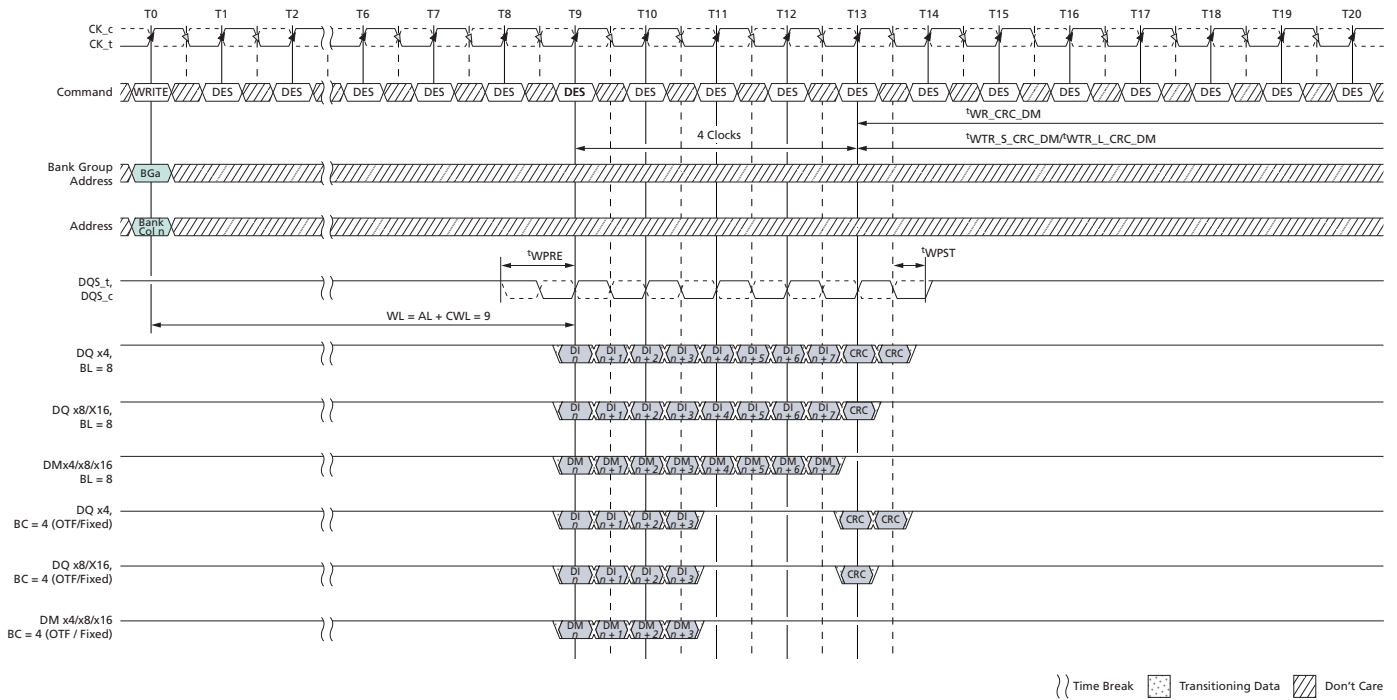 T0 T1 T2 T6 T7 T8 T9 T10 T11 T12 T13 T14 T15 T16 T17 T18 T19 T20
CK_c
CK_t
Command WRITE DES DES DES DES DES DES DES DES DES DES DES DES DES DES DES DES DES
tWR_CRC_DM
4 Clocks
tWTR_S_CRC_DM/tWTR_L_CRC_DM
Bank Group
Address
BGa
Address
Bank
Col n
tWPRE
tWPST
DQS_t,
DQS_c
WL = AL + CWL = 9
DQ x4,
BL = 8
DI n DI n + 1 DI n + 2 DI n + 3 DI n + 4 DI n + 5 DI n + 6 DI n + 7 CRC CRC
DQ x8/X16,
BL = 8
DI n DI n + 1 DI n + 2 DI n + 3 DI n + 4 DI n + 5 DI n + 6 DI n + 7 CRC
DMx4/x8/x16
BL = 8
DM n DM n + 1 DM n + 2 DM n + 3 DM n + 4 DM n + 5 DM n + 6 DM n + 7
DQ x4,
BC = 4 (OTF/Fixed)
DI n DI n + 1 DI n + 2 DI n + 3 CRC CRC
DQ x8/X16,
BC = 4 (OTF/Fixed)
DI n DI n + 1 DI n + 2 DI n + 3 CRC
DM x4/x8/x16
BC = 4 (OTF / Fixed)
DM n DM n + 1 DM n + 2 DM n + 3
Time Break Transitioning Data Don't Care